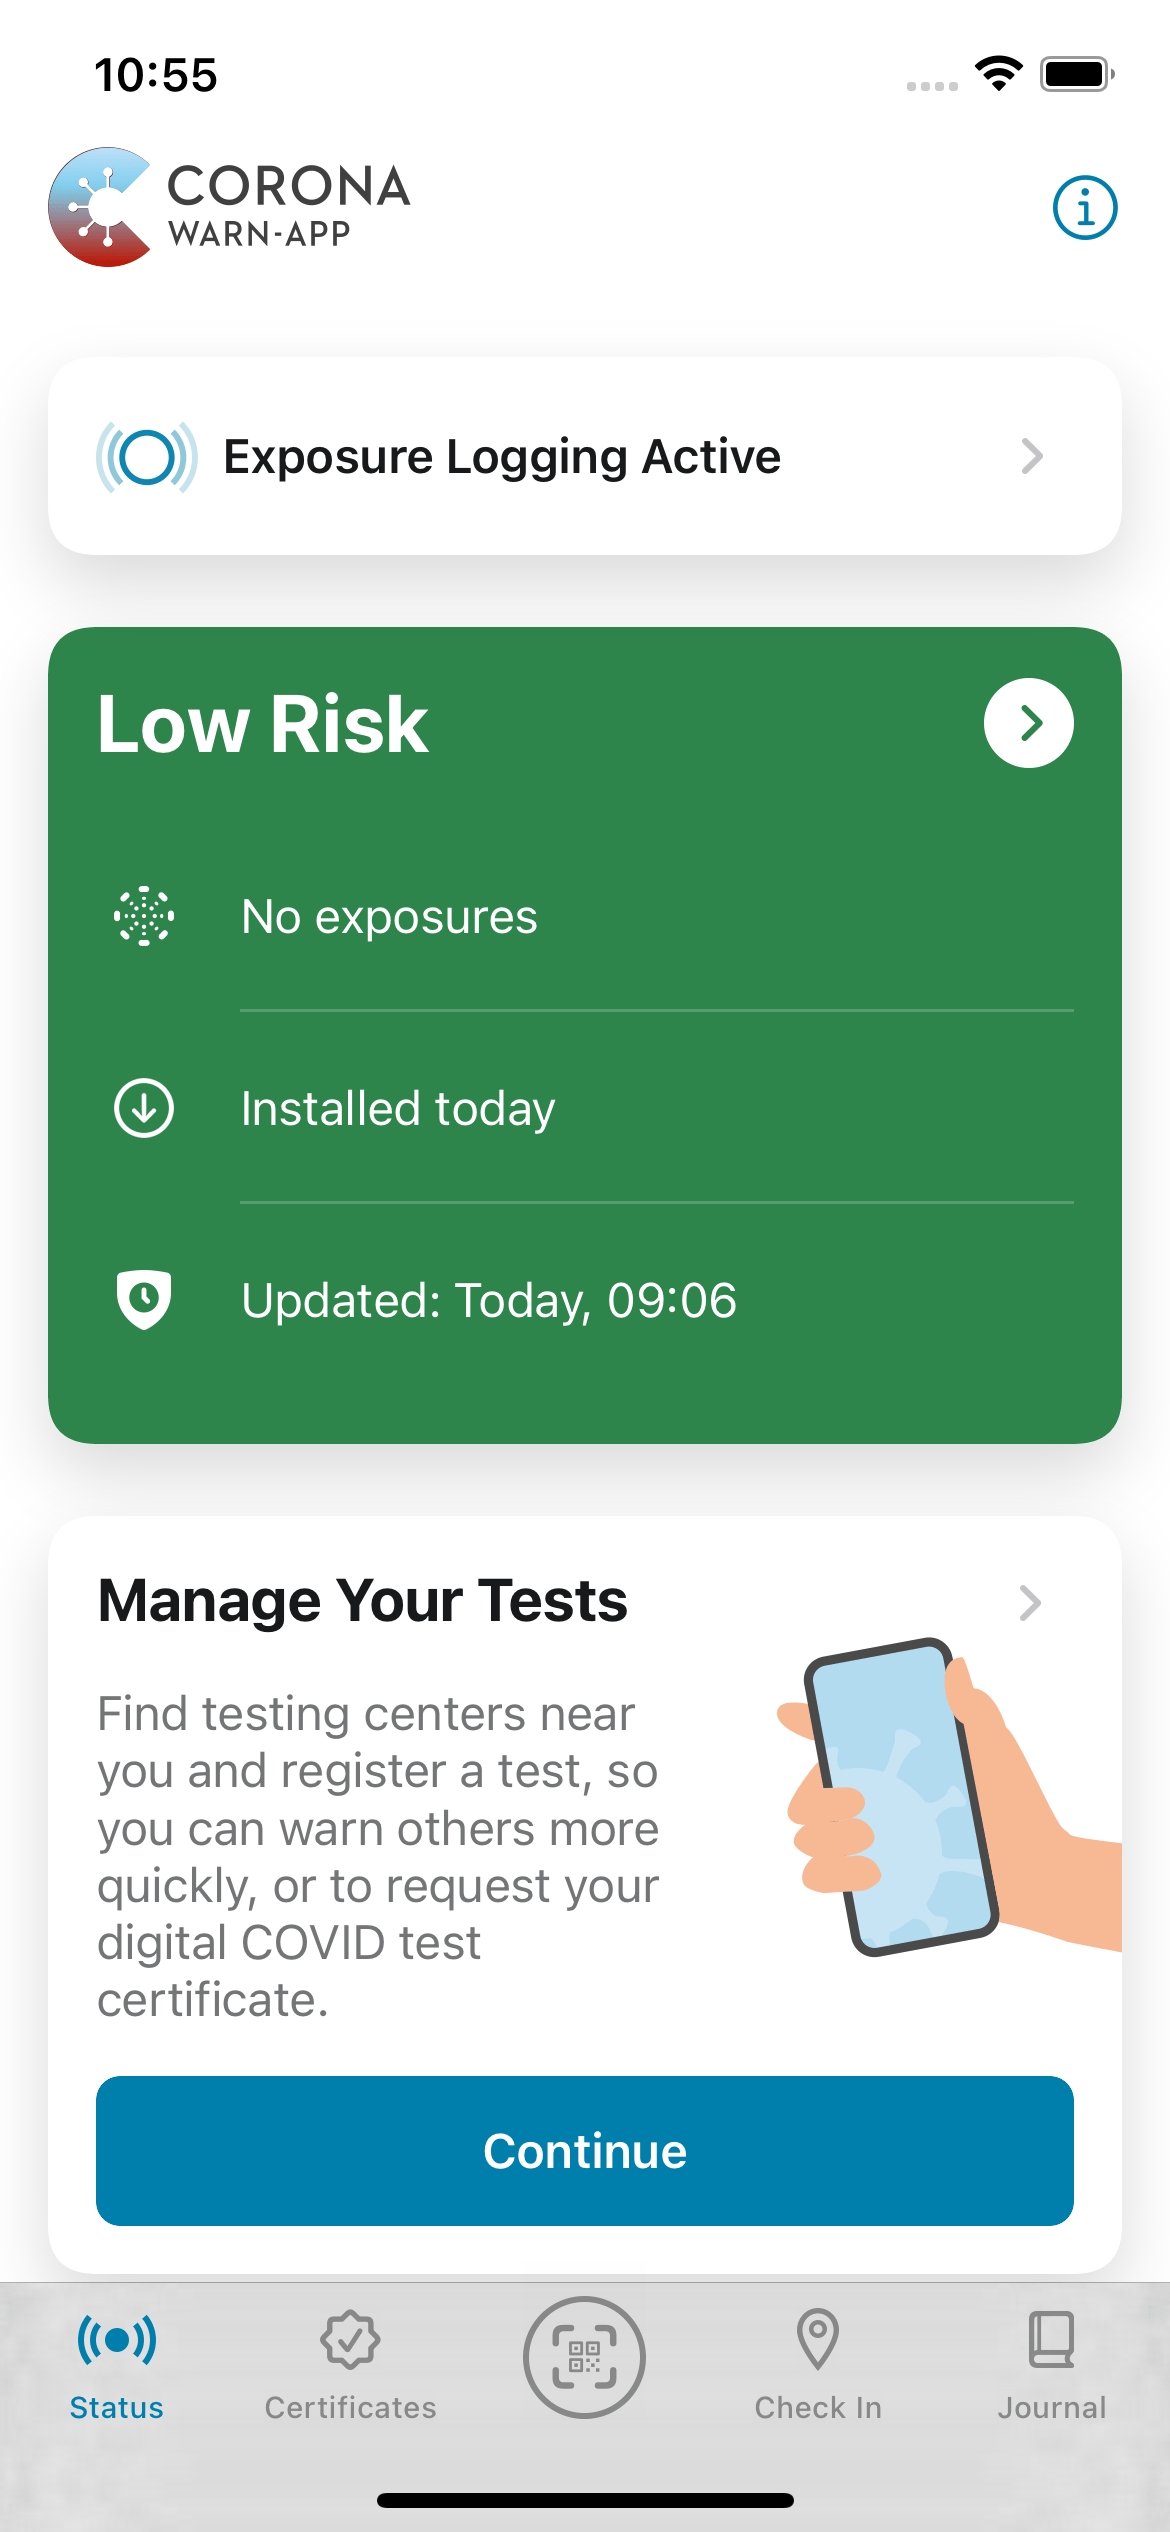 10:55
CORONA
WARN-APP
Exposure Logging Active
Low Risk
No exposures
Installed today
Updated: Today, 09:06
Manage Your Tests
Find testing centers near
you and register a test, so
you can warn others more
quickly, or to request your
digital COVID test
certificate.
Continue
Status
Certificates
Check In
Journal